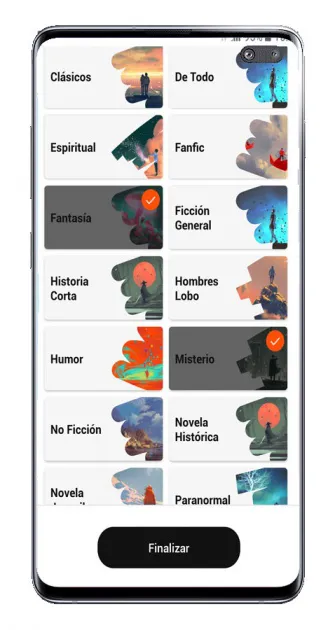 Clásicos
De Todo
Espiritual
Fanfic
Fantasía
Ficción
General
Historia
Corta
Hombres
Lobo
Humor
Misterio
No Ficción
Novela
Histórica
Novela
Paranormal
Finalizar